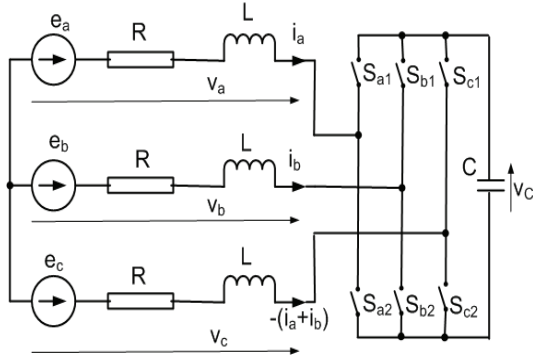 e_a R L i_a
v_a
S_a1 S_b1 S_c1
e_b R L i_b
v_b
C v_C
e_c R L -(i_a+i_b)
v_c
S_a2 S_b2 S_c2